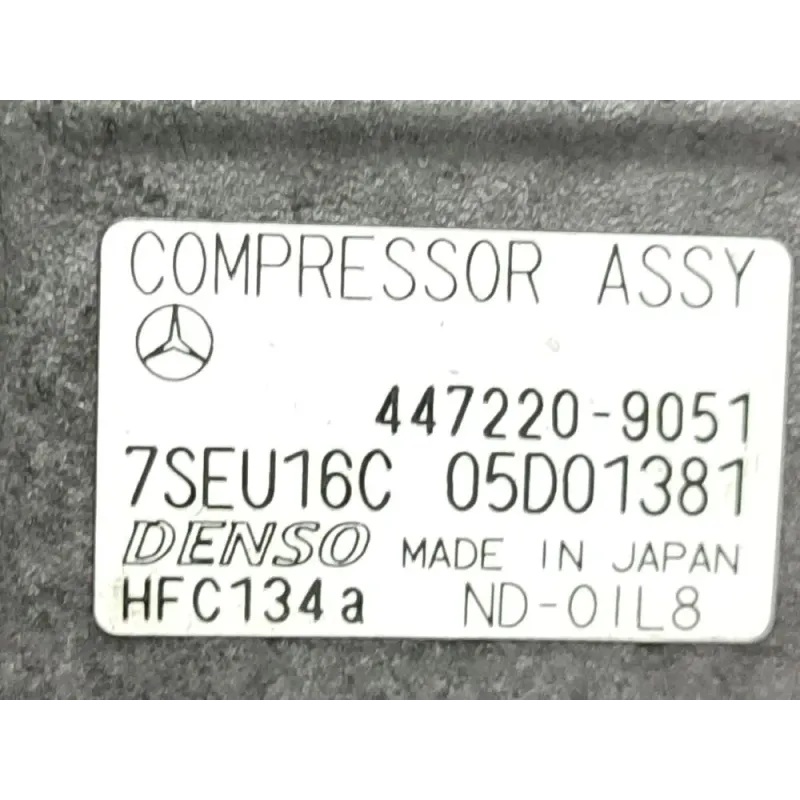 COMPRESSOR ASSY
447220-9051
7SEU16C 05D01381
DENSO MADE IN JAPAN
HFC134a ND-OIL8